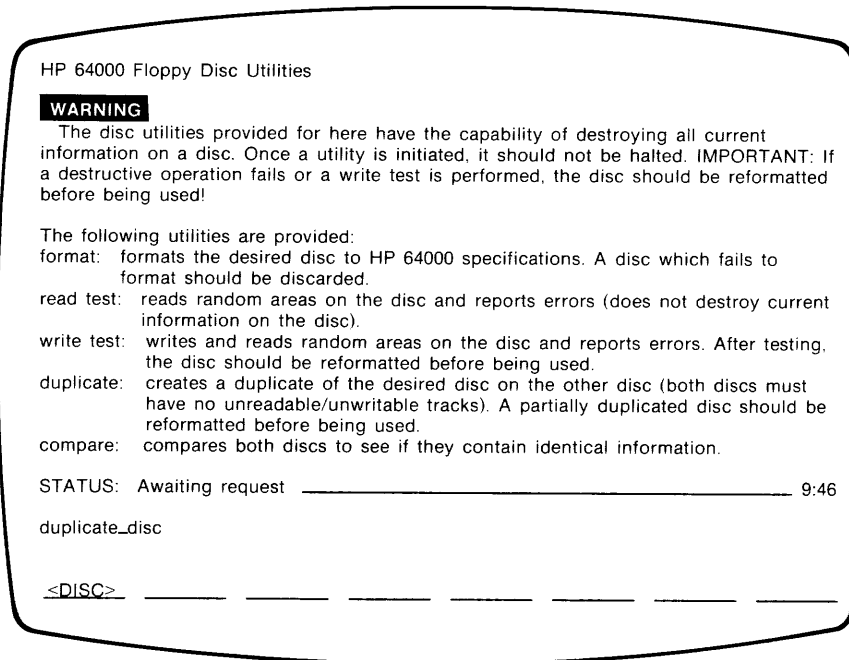 HP 64000 Floppy Disc Utilities
WARNING
The disc utilities provided for here have the capability of destroying all current
information on a disc. Once a utility is initiated, it should not be halted. IMPORTANT: If
a destructive operation fails or a write test is performed, the disc should be reformatted
before being used!
The following utilities are provided:
format: formats the desired disc to HP 64000 specifications. A disc which fails to
format should be discarded.
read test: reads random areas on the disc and reports errors (does not destroy current
information on the disc).
write test: writes and reads random areas on the disc and reports errors. After testing,
the disc should be reformatted before being used.
duplicate: creates a duplicate of the desired disc on the other disc (both discs must
have no unreadable/unwritable tracks). A partially duplicated disc should be
reformatted before being used.
compare: compares both discs to see if they contain identical information.
STATUS: Awaiting request 9:46
duplicate_disc
<DISC>